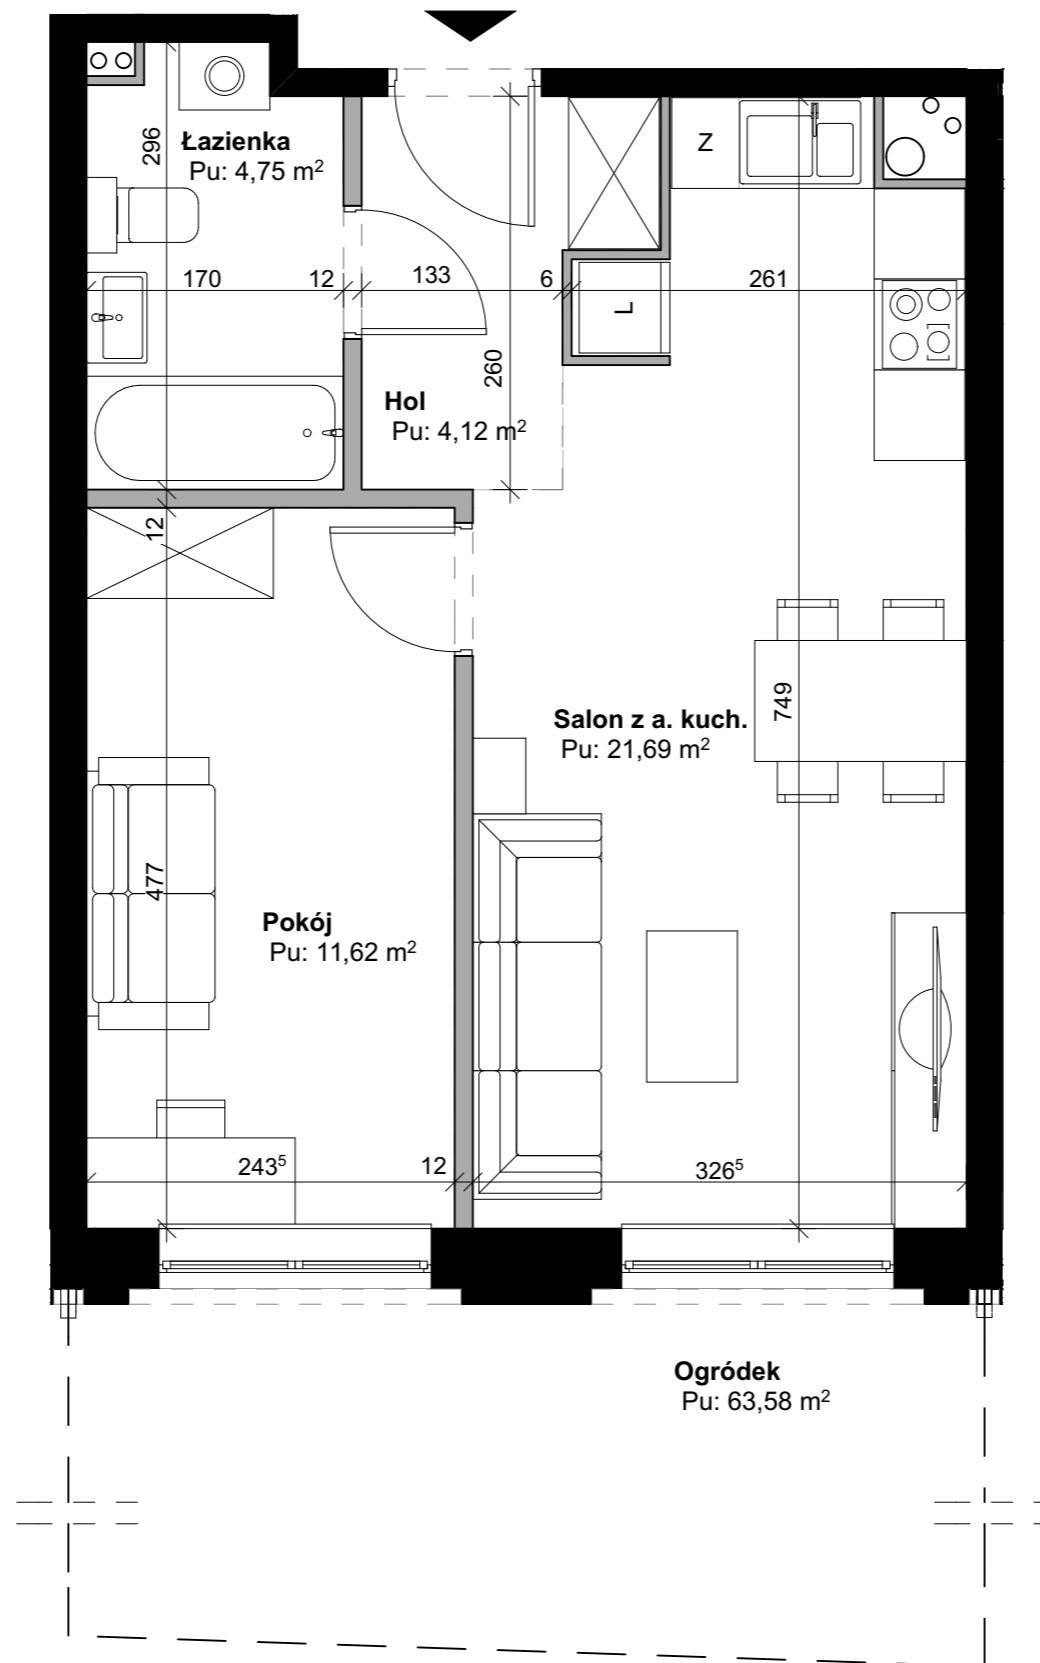 296
Łazienka
Pu: 4,75 m²
Z
170
12
133
6
261
L
260
Hol
Pu: 4,12 m²
12
749
Salon z a. kuch.
Pu: 21,69 m²
477
Pokój
Pu: 11,62 m²
243⁵
12
326⁵
Ogródek
Pu: 63,58 m²